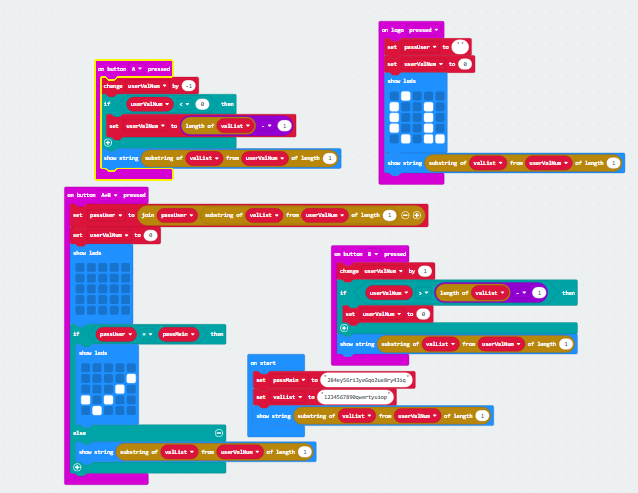 on logo pressed
set passUser to " "
set userValNum to 0
show leds
show string substring of valList from userValNum of length 1
on button A pressed
change userValNum by -1
if userValNum < 0 then
set userValNum to length of valList - 1
show string substring of valList from userValNum of length 1
on button A+B pressed
set passUser to join passUser substring of valList from userValNum of length 1
set userValNum to 0
show leds
if passUser = passMain then
show leds
else
show string substring of valList from userValNum of length 1
on button B pressed
change userValNum by 1
if userValNum > length of valList - 1 then
set userValNum to 0
show string substring of valList from userValNum of length 1
on start
set passMain to
set valList to "1234567890qwertyuiop"
show string substring of valList from userValNum of length 1